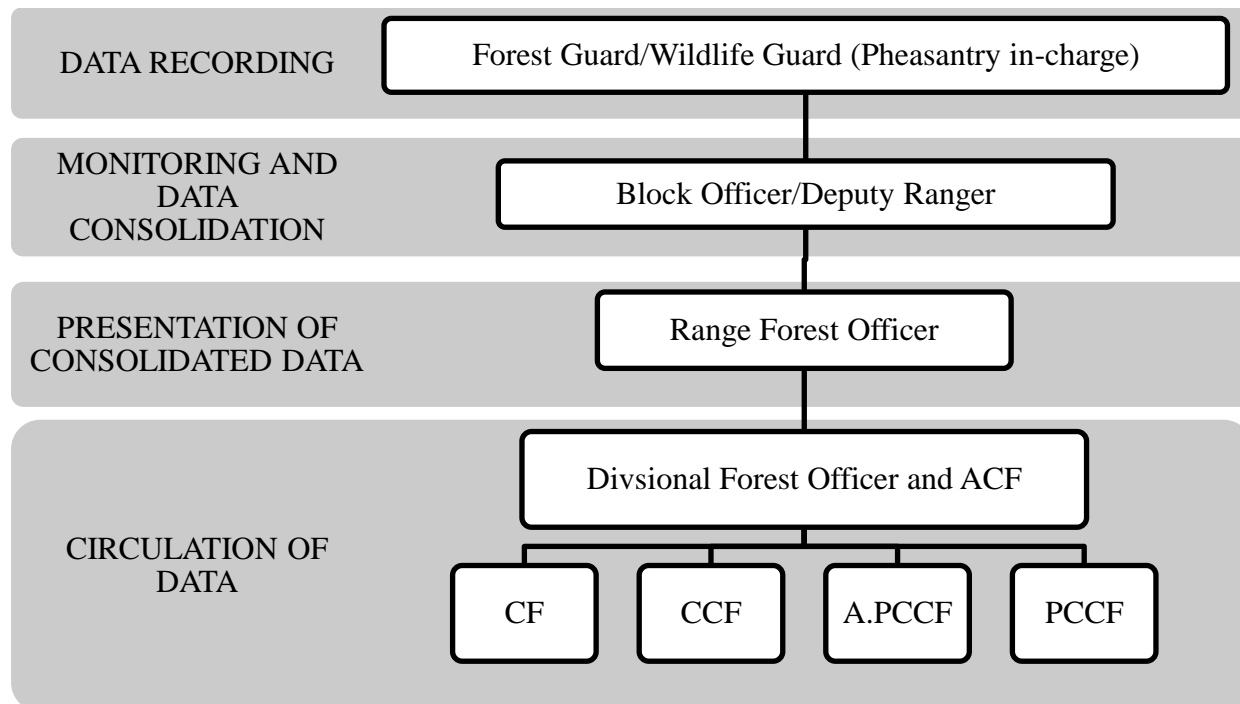 DATA RECORDING
Forest Guard/Wildlife Guard (Pheasantry in-charge)
MONITORING AND
DATA
CONSOLIDATION
Block Officer/Deputy Ranger
PRESENTATION OF
CONSOLIDATED DATA
Range Forest Officer
CIRCULATION OF
DATA
Divsional Forest Officer and ACF
CF
CCF
A.PCCF
PCCF